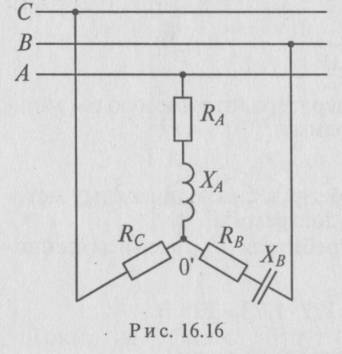 C
B
A
R_A
X_A
R_C
R_B
X_B
0'
Рис. 16.16